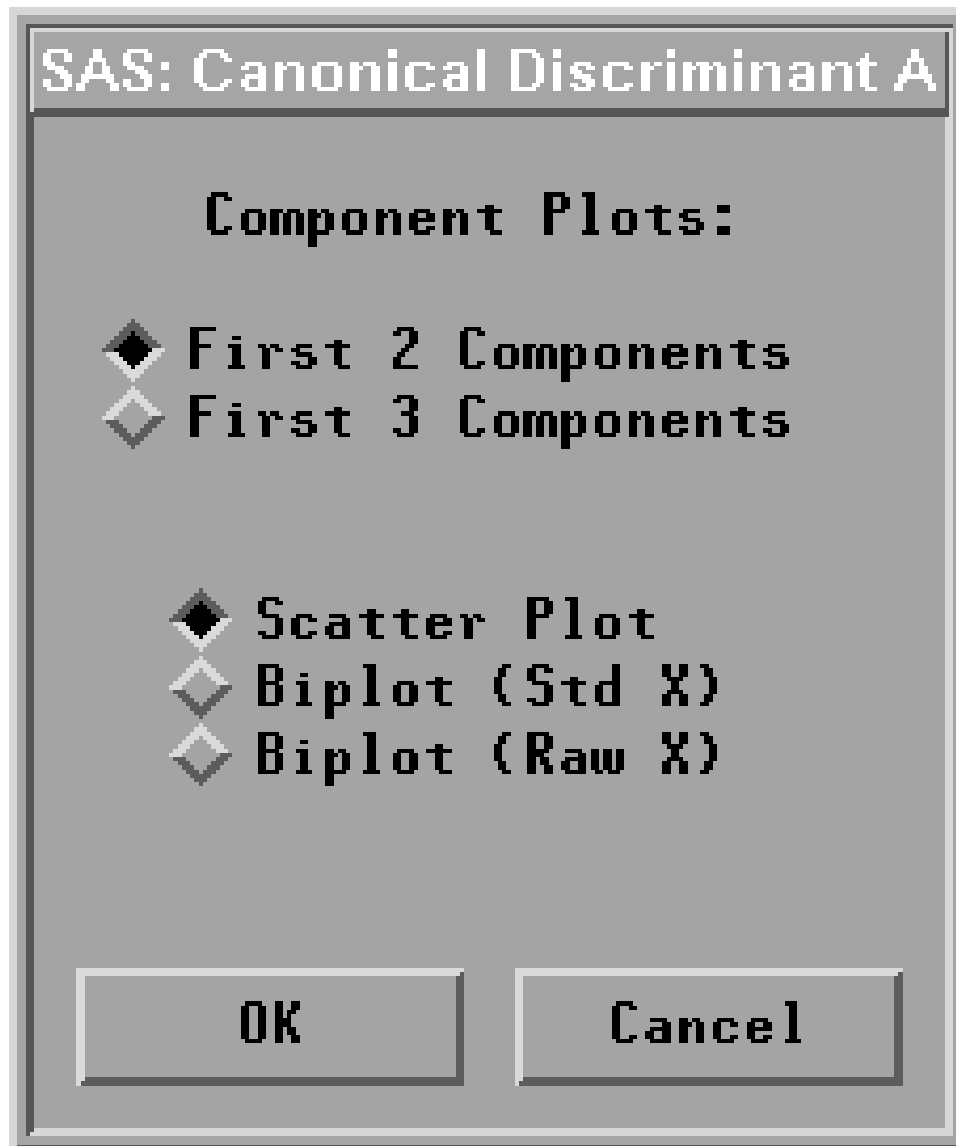 SAS: Canonical Discriminant A
Component Plots:
First 2 Components
First 3 Components
Scatter Plot
Biplot (Std X)
Biplot (Raw X)
OK
Cancel